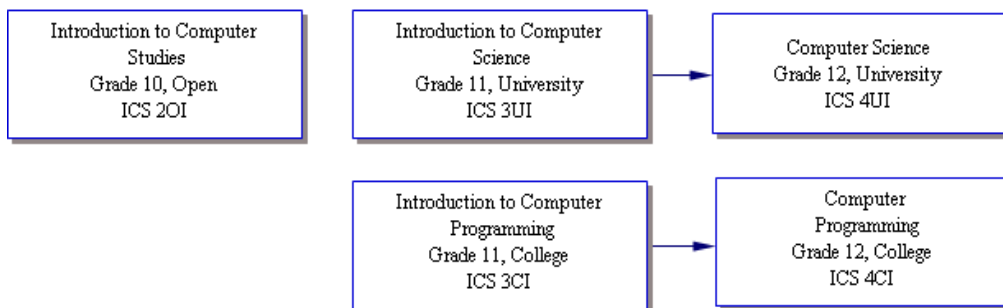 Introduction to Computer
Studies
Grade 10, Open
ICS 2OI
Introduction to Computer
Science
Grade 11, University
ICS 3UI
Computer Science
Grade 12, University
ICS 4UI
Introduction to Computer
Programming
Grade 11, College
ICS 3CI
Computer
Programming
Grade 12, College
ICS 4CI